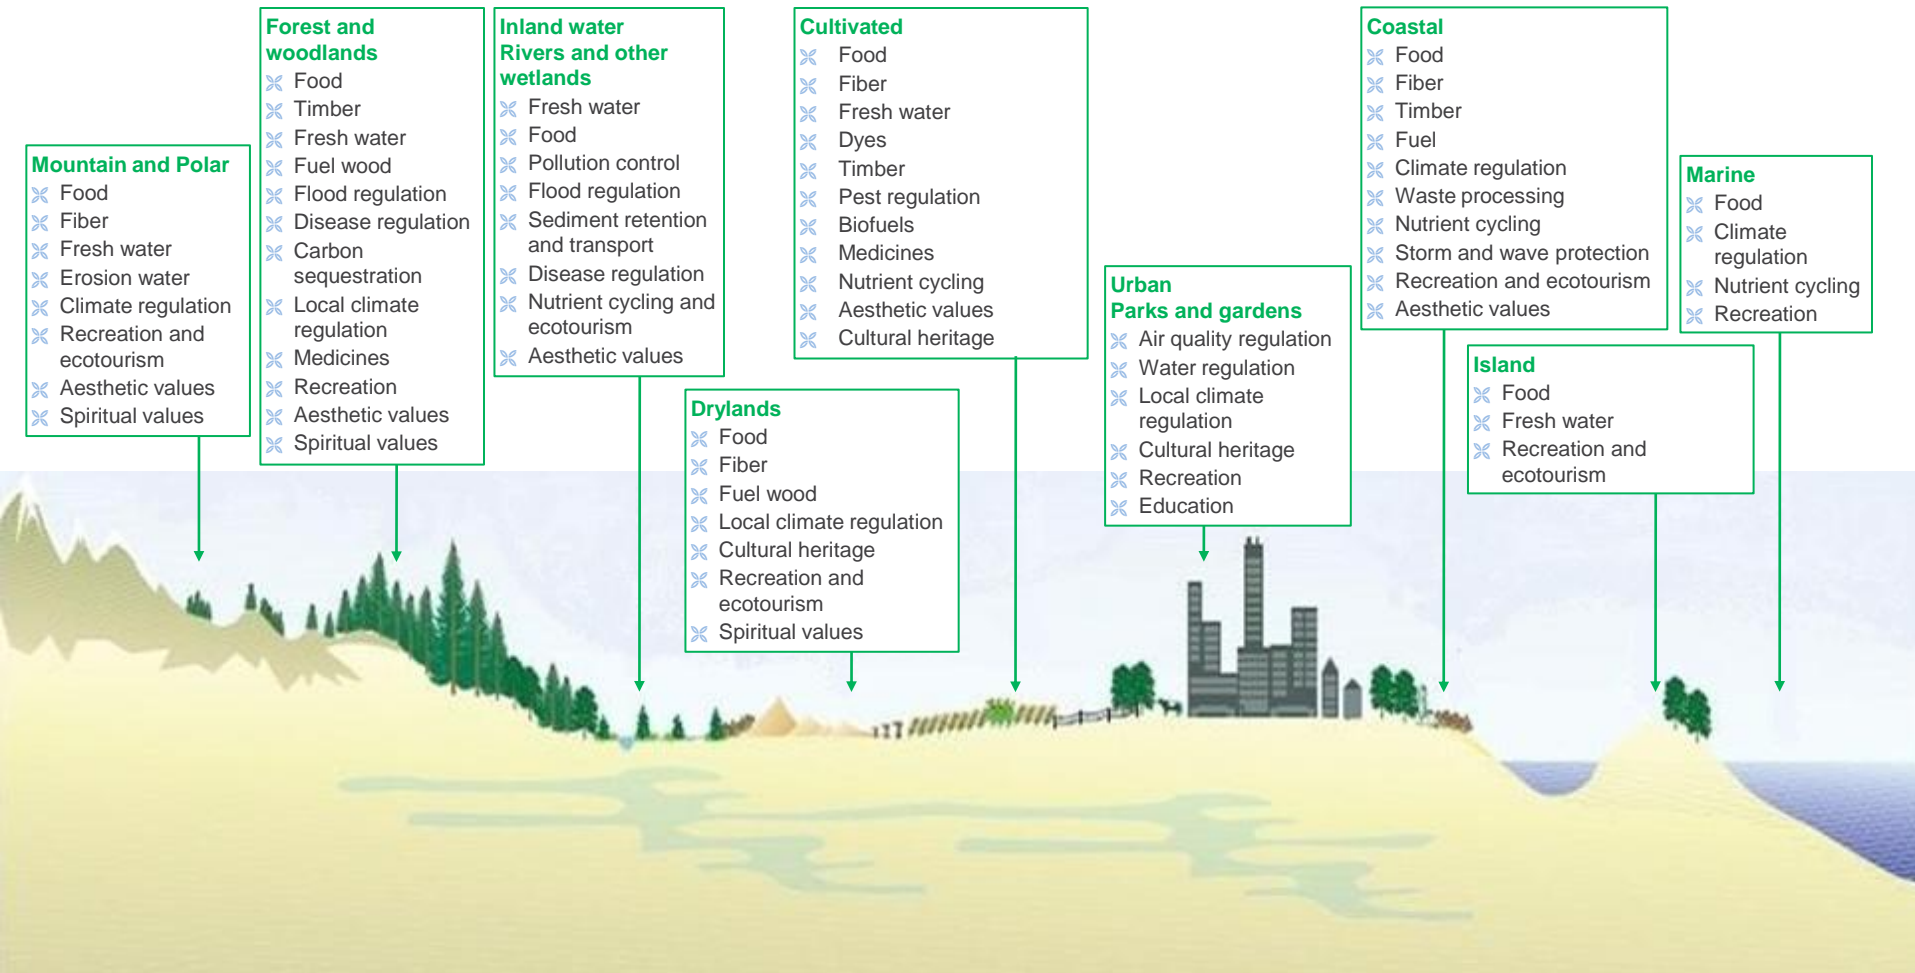 Mountain and Polar
Food
Fiber
Fresh water
Erosion water
Climate regulation
Recreation and
ecotourism
Aesthetic values
Spiritual values
Forest and
woodlands
Food
Timber
Fresh water
Fuel wood
Flood regulation
Disease regulation
Carbon
sequestration
Local climate
regulation
Medicines
Recreation
Aesthetic values
Spiritual values
Inland water
Rivers and other
wetlands
Fresh water
Food
Pollution control
Flood regulation
Sediment retention
and transport
Disease regulation
Nutrient cycling and
ecotourism
Aesthetic values
Drylands
Food
Fiber
Fuel wood
Local climate regulation
Cultural heritage
Recreation and
ecotourism
Spiritual values
Cultivated
Food
Fiber
Fresh water
Dyes
Timber
Pest regulation
Biofuels
Medicines
Nutrient cycling
Aesthetic values
Cultural heritage
Urban
Parks and gardens
Air quality regulation
Water regulation
Local climate
regulation
Cultural heritage
Recreation
Education
Coastal
Food
Fiber
Timber
Fuel
Climate regulation
Waste processing
Nutrient cycling
Storm and wave protection
Recreation and ecotourism
Aesthetic values
Island
Food
Fresh water
Recreation and
ecotourism
Marine
Food
Climate
regulation
Nutrient cycling
Recreation